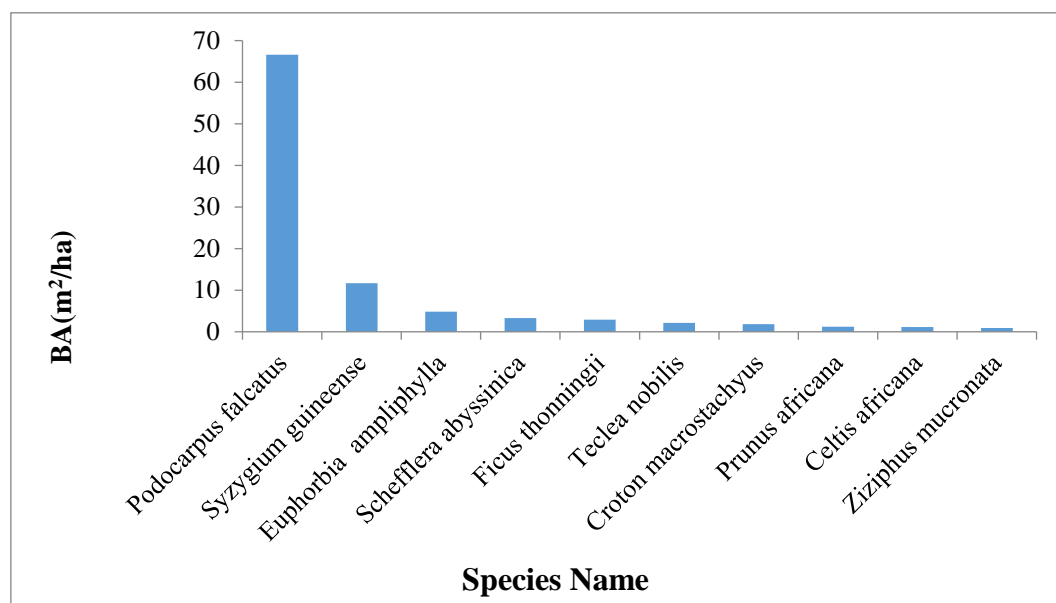 70
60
50
40
30
20
10
0
BA(m²/ha)
Podocarpus falcatus
Syzygium guineense
Euphorbia  ampliphylla
Schefflera abyssinica
Ficus thonningii
Teclea nobilis
Croton macrostachyus
Prunus africana
Celtis africana
Ziziphus mucronata
Species Name